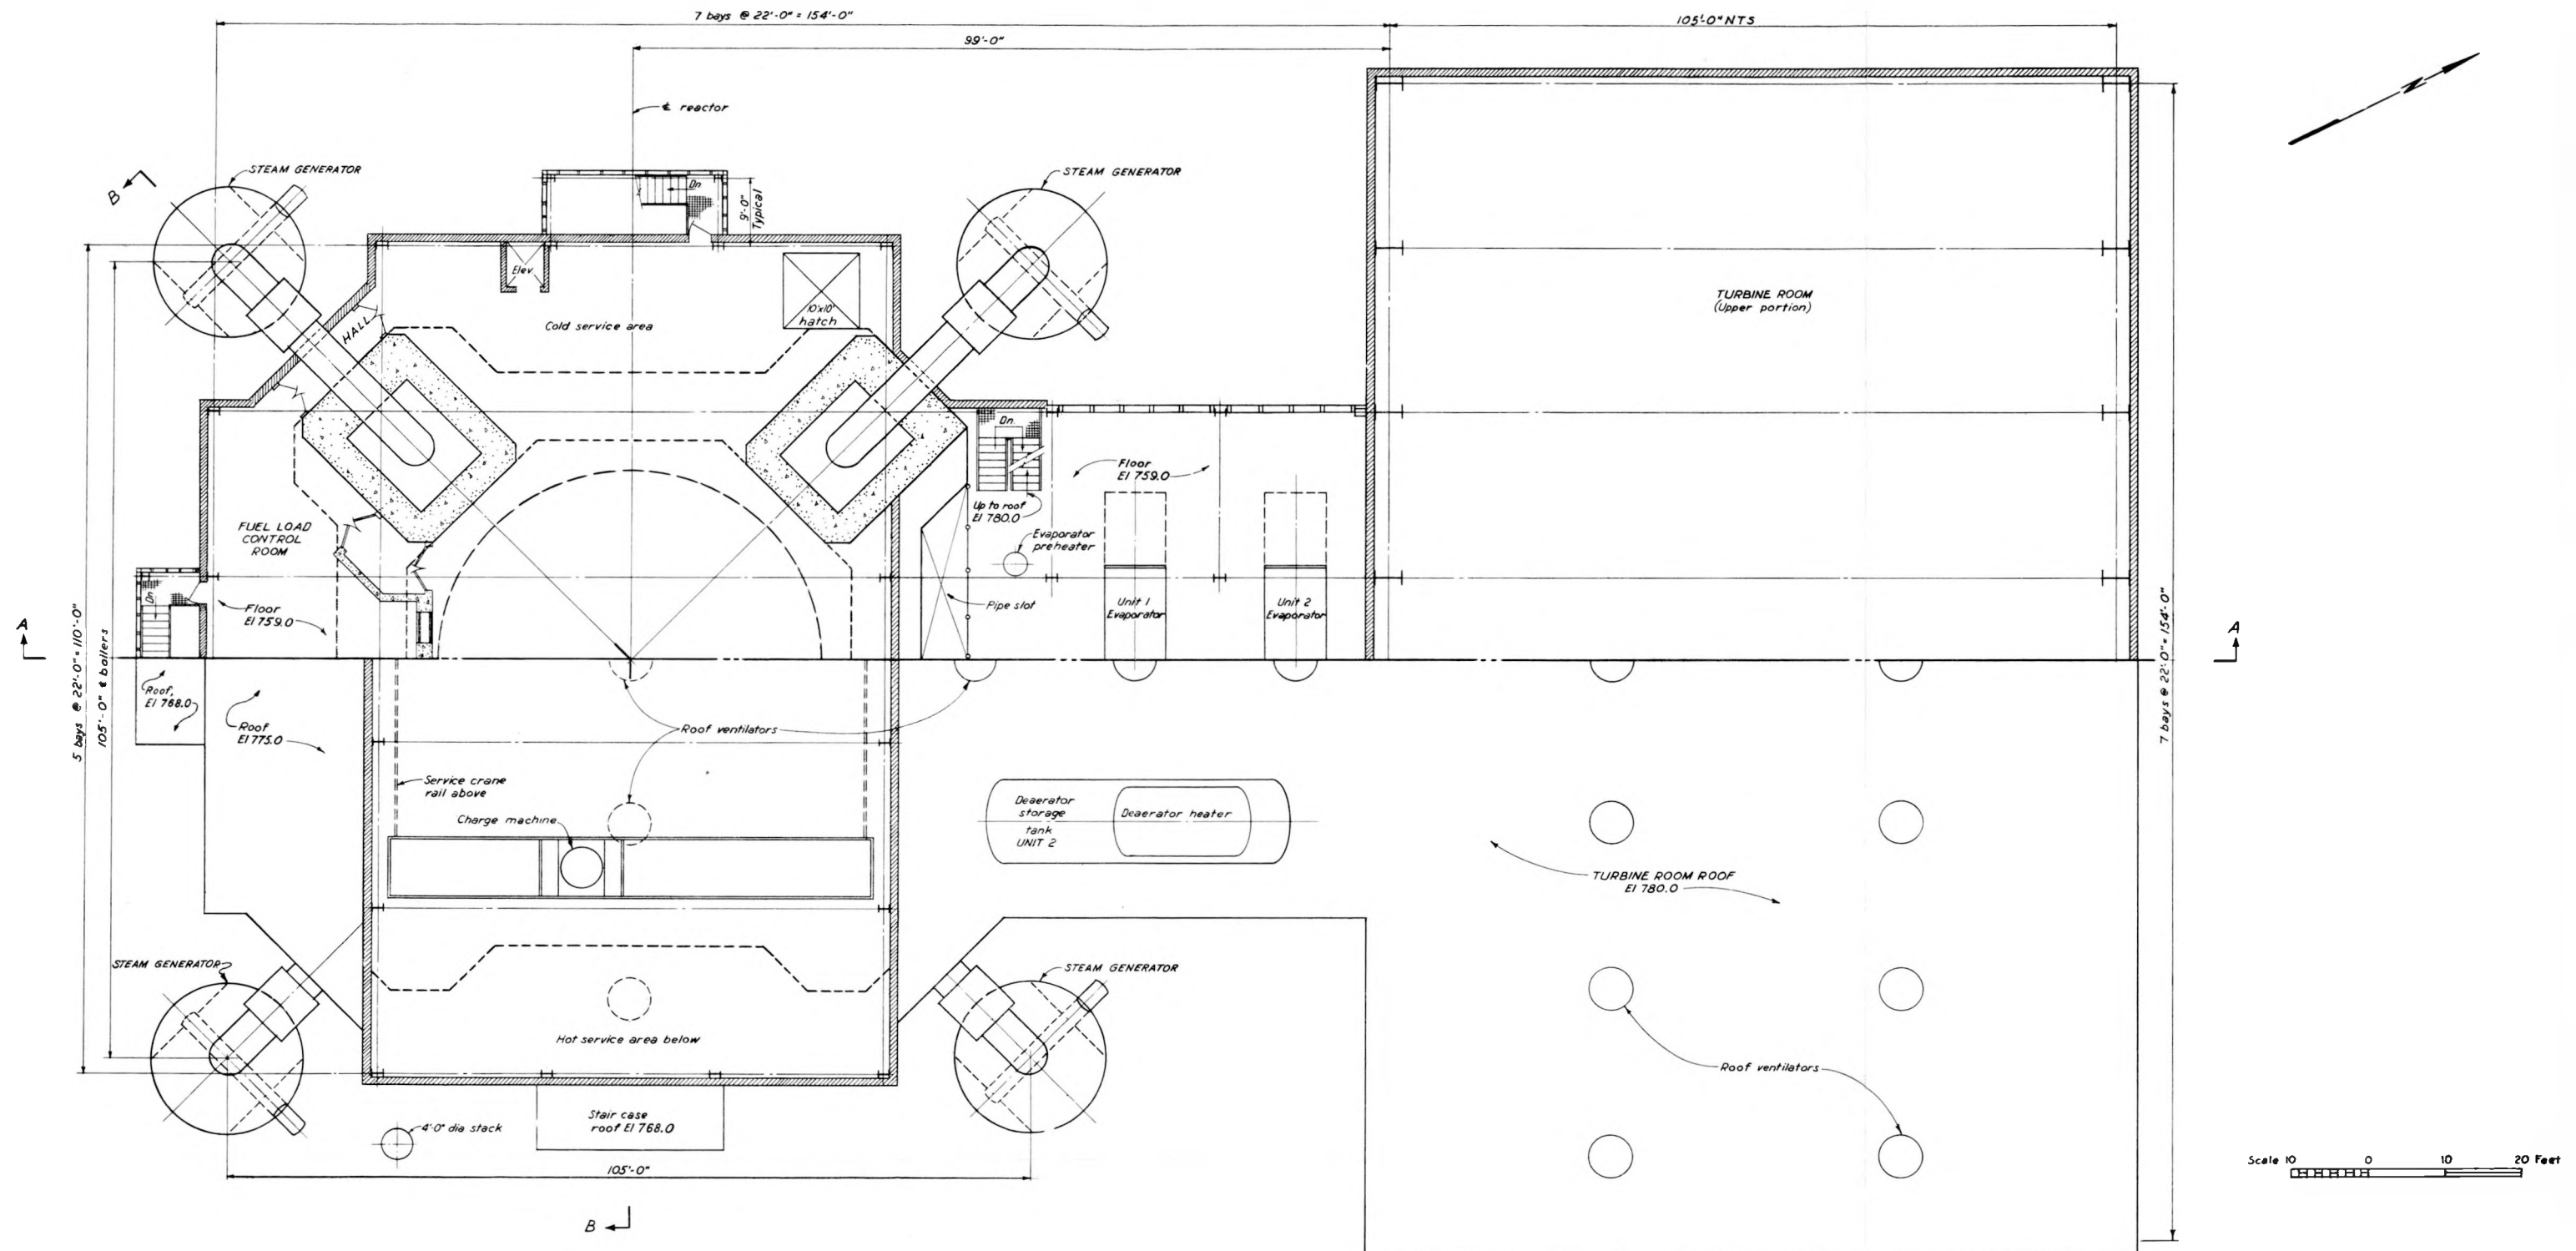 7 bays @ 22'-0" = 154'-0"
105'-0" NTS
99'-0"
℄ reactor
N
B
STEAM GENERATOR
STEAM GENERATOR
Dn
9'-0"
Typical
Elev.
10'x10'
hatch
Cold service area
HALL
TURBINE ROOM
(Upper portion)
Dn.
Floor
El 759.0
Up to roof
El 780.0
Evaporator
preheater
FUEL LOAD
CONTROL
ROOM
Dn
Floor
El 759.0
Pipe slot
Unit 1
Evaporator
Unit 2
Evaporator
A
A
5 bays @ 22'-0" = 110'-0"
105'-0" ℄ boilers
7 bays @ 22'-0" = 154'-0"
Roof,
El 768.0
Roof
El 775.0
Roof ventilators
Service crane
rail above
Charge machine
Deaerator
storage
tank
UNIT 2
Deaerator heater
TURBINE ROOM ROOF
El 780.0
STEAM GENERATOR
STEAM GENERATOR
Hot service area below
Roof ventilators
4'-0" dia stack
Stair case
roof El 768.0
105'-0"
B
Scale 10 0 10 20 Feet